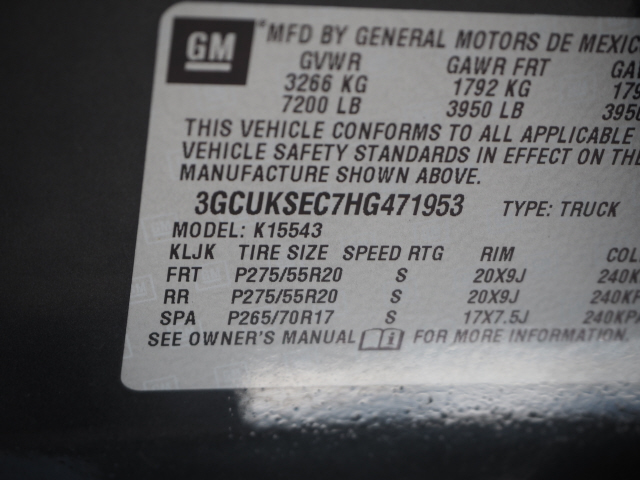 GM
*MFD BY GENERAL MOTORS DE MEXICO
GVWR GAWR FRT
3266 KG 1792 KG
7200 LB 3950 LB
THIS VEHICLE CONFORMS TO ALL APPLICABLE
VEHICLE SAFETY STANDARDS IN EFFECT ON THE
MANUFACTURE SHOWN ABOVE.
3GCUKSEC7HG471953 TYPE: TRUCK
MODEL: K15543
KLJK TIRE SIZE SPEED RTG RIM
FRT P275/55R20 S 20X9J 240K
RR P275/55R20 S 20X9J 240KP
SPA P265/70R17 S 17X7.5J 240KPA
SEE OWNER'S MANUAL FOR MORE INFORMATION.